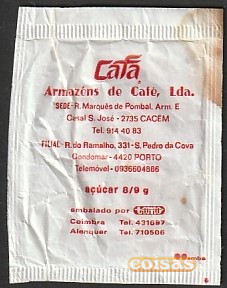 Cafa
Armazéns de Café, Lda.
SEDE-R. Marquês de Pombal, Arm. E
Casal S. José - 2735 CACÉM
Tel. 914 40 83
FILIAL-R. do Ramalho, 331-S. Pedro da Cova
Gondomar - 4420 PORTO
Telemóvel - 0936604886
açúcar 8/9 g
embalado por
Coimbra Tel. 431697
Alenquer Tel. 710506
coisas